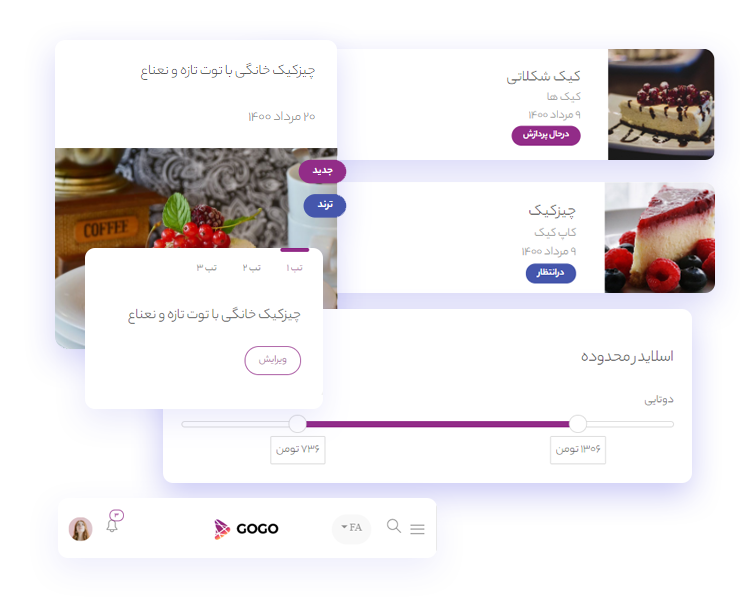 چیزکیک خانگی با توت تازه و نعناع
۲۰ مرداد ۱۴۰۰
جدید
ترند
COFFEE
کیک شکلاتی
کیک ها
۹ مرداد ۱۴۰۰
درحال پردازش
چیزکیک
کاپ کیک
۹ مرداد ۱۴۰۰
درانتظار
تب ۱
تب ۲
تب ۳
چیزکیک خانگی با توت تازه و نعناع
ویرایش
اسلایدر محدوده
دوتایی
۱۳۰۶ تومن
۷۳۶ تومن
FA
GOGO
۳